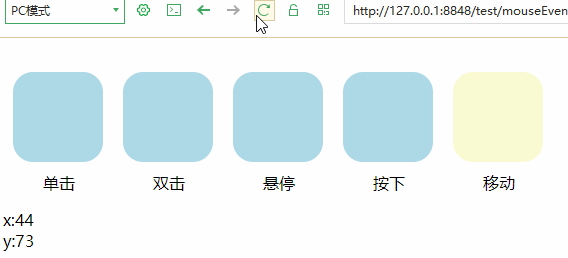 PC模式
http://127.0.0.1:8848/test/mouseEven
单击
双击
悬停
按下
移动
x:44
y:73